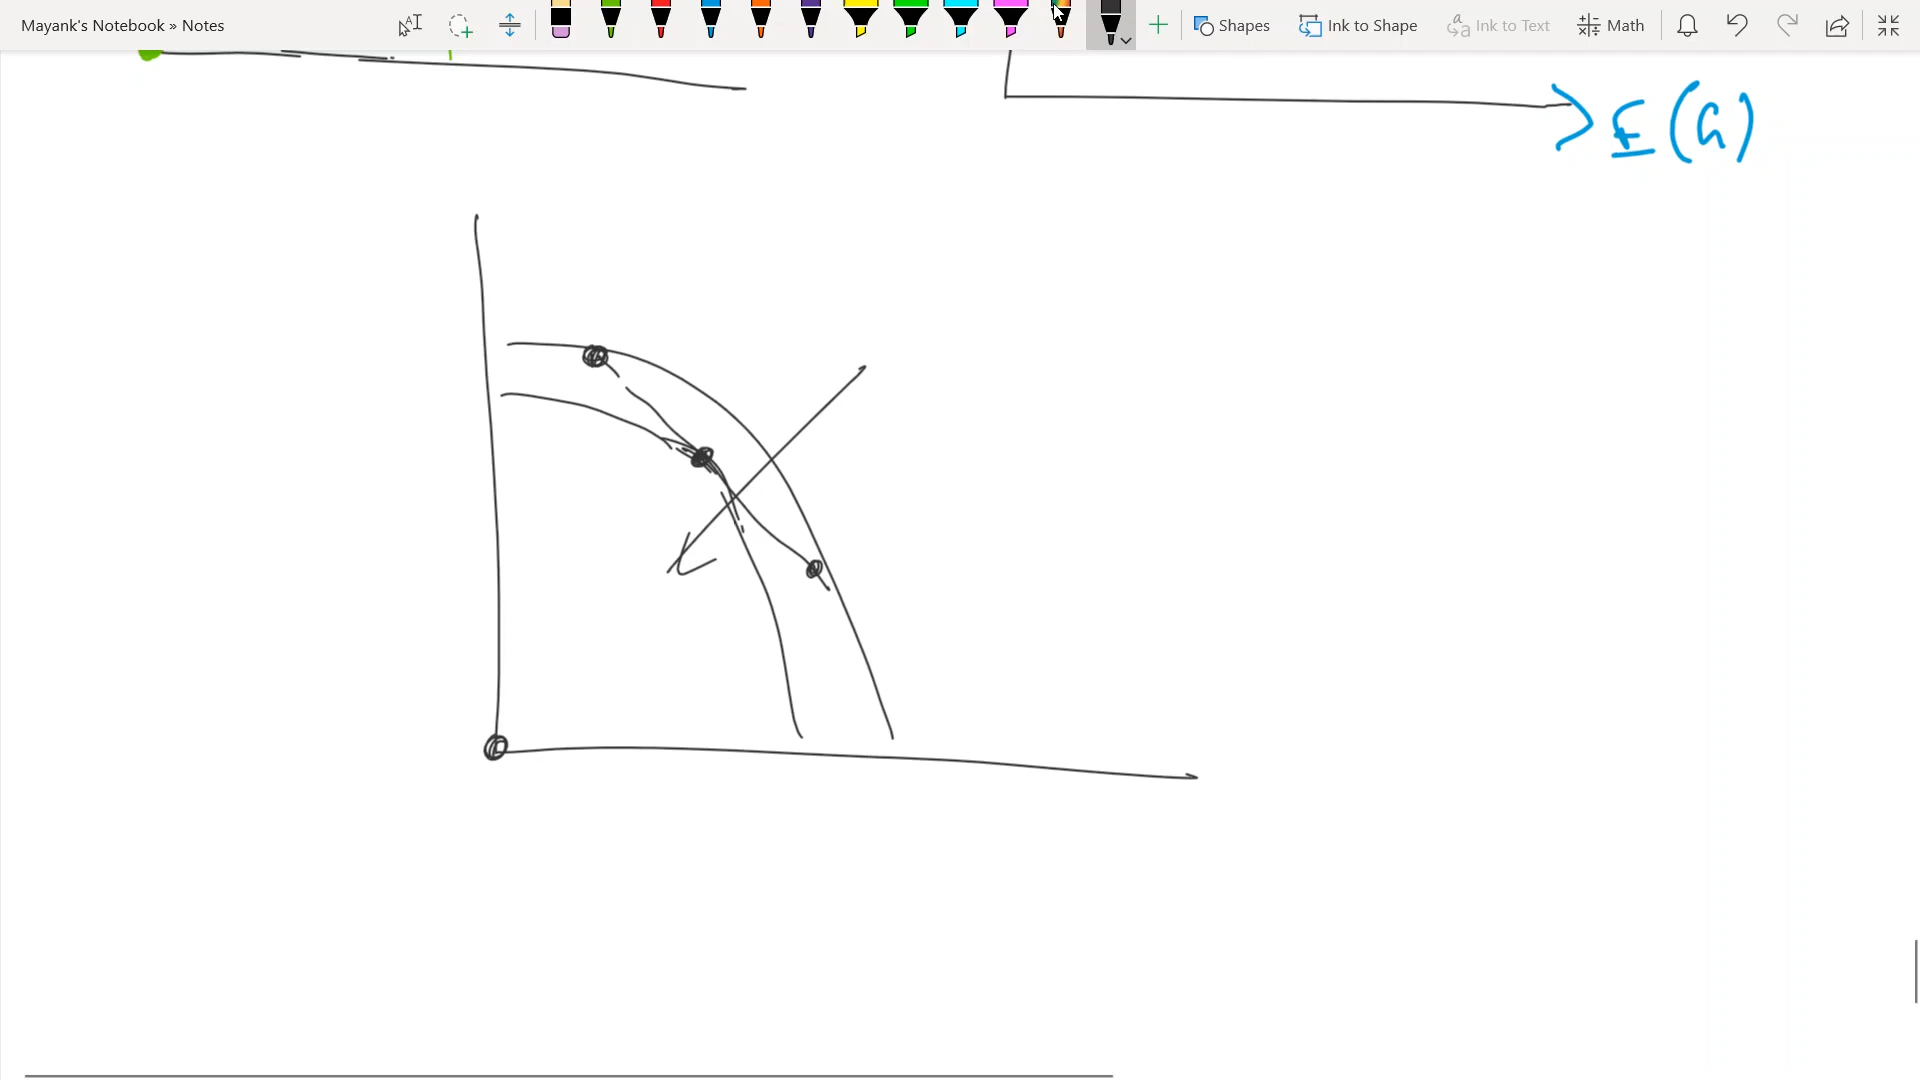 Mayank's Notebook » Notes
Shapes
Ink to Shape
Ink to Text
Math
E(G)